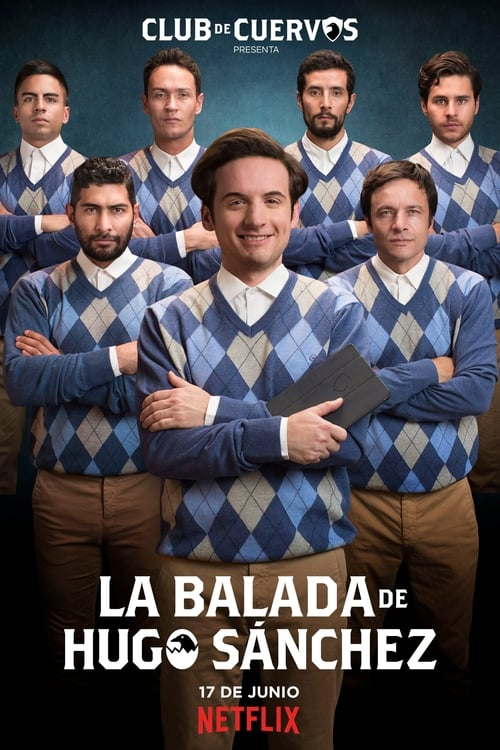 CLUB DE CUERVOS
PRESENTA
LA BALADA DE
HUGO SÁNCHEZ
17 DE JUNIO
NETFLIX